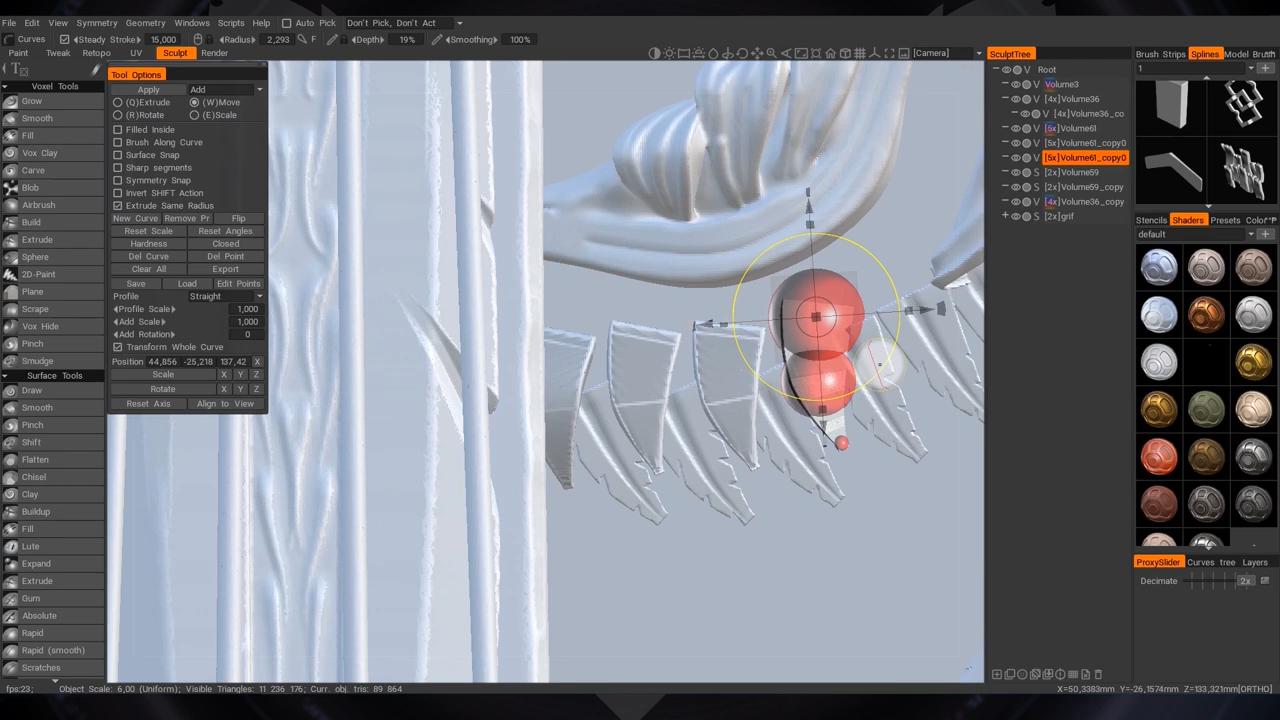 File Edit View Symmetry Geometry Windows Scripts Help Auto Pick Don't Pick, Don't Act
Curves Steady Stroke 15,000 Radius 2,293 F Depth 19% Smoothing 100%
Paint Tweak Retopo UV Sculpt Render [Camera]
SculptTree
Root
Volume3
[4x]Volume36
[4x]Volume36_co
[5x]Volume61
[5x]Volume61_copy0
[5x]Volume61_copy0
[2x]Volume59
[2x]Volume59_copy
[4x]Volume36_copy
[2x]grif
Brush Strips Splines Model Brush
1
Stencils Shaders Presets Color
default
ProxySlider Curves tree Layers
Decimate 2x
Voxel Tools
Grow
Smooth
Fill
Vox Clay
Carve
Blob
Airbrush
Build
Extrude
Sphere
2D-Paint
Plane
Scrape
Vox Hide
Pinch
Smudge
Surface Tools
Draw
Smooth
Pinch
Shift
Flatten
Chisel
Clay
Buildup
Fill
Lute
Expand
Extrude
Gum
Absolute
Rapid
Rapid (smooth)
Scratches
Tool Options
Apply Add
(Q)Extrude (W)Move
(R)Rotate (E)Scale
Filled Inside
Brush Along Curve
Surface Snap
Sharp segments
Symmetry Snap
Invert SHIFT Action
Extrude Same Radius
New Curve Remove Pr Flip
Reset Scale Reset Angles
Hardness Closed
Del Curve Del Point
Clear All Export
Save Load Edit Points
Profile Straight
Profile Scale 1,000
Add Scale 1,000
Add Rotation 0
Transform Whole Curve
Position 44,856 -25,218 137,42 X
Scale X Y Z
Rotate X Y Z
Reset Axis Align to View
fps:23; Object Scale: 6,00 (Uniform); Visible Triangles: 11 236 176; Curr. obj. tris: 89 864
X=50,3383mm Y=-26,1574mm Z=133,321mm[ORTHO]